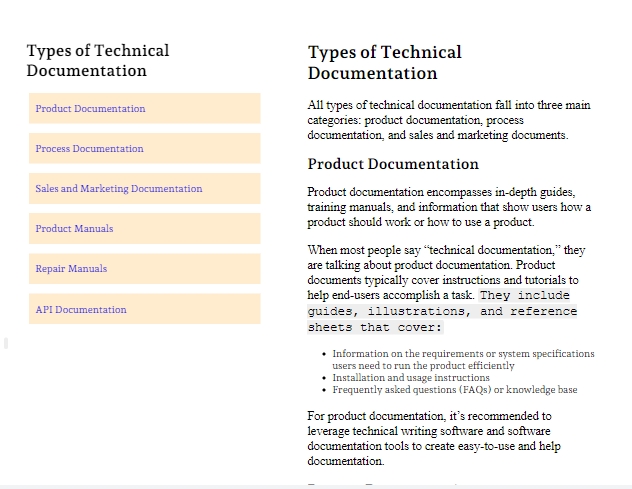 Types of Technical
Documentation
Product Documentation
Process Documentation
Sales and Marketing Documentation
Product Manuals
Repair Manuals
API Documentation
Types of Technical
Documentation
All types of technical documentation fall into three main
categories: product documentation, process
documentation, and sales and marketing documents.
Product Documentation
Product documentation encompasses in-depth guides,
training manuals, and information that show users how a
product should work or how to use a product.
When most people say “technical documentation,” they
are talking about product documentation. Product
documents typically cover instructions and tutorials to
help end-users accomplish a task. They include
guides, illustrations, and reference
sheets that cover:
• Information on the requirements or system specifications
users need to run the product efficiently
• Installation and usage instructions
• Frequently asked questions (FAQs) or knowledge base
For product documentation, it’s recommended to
leverage technical writing software and software
documentation tools to create easy-to-use and help
documentation.